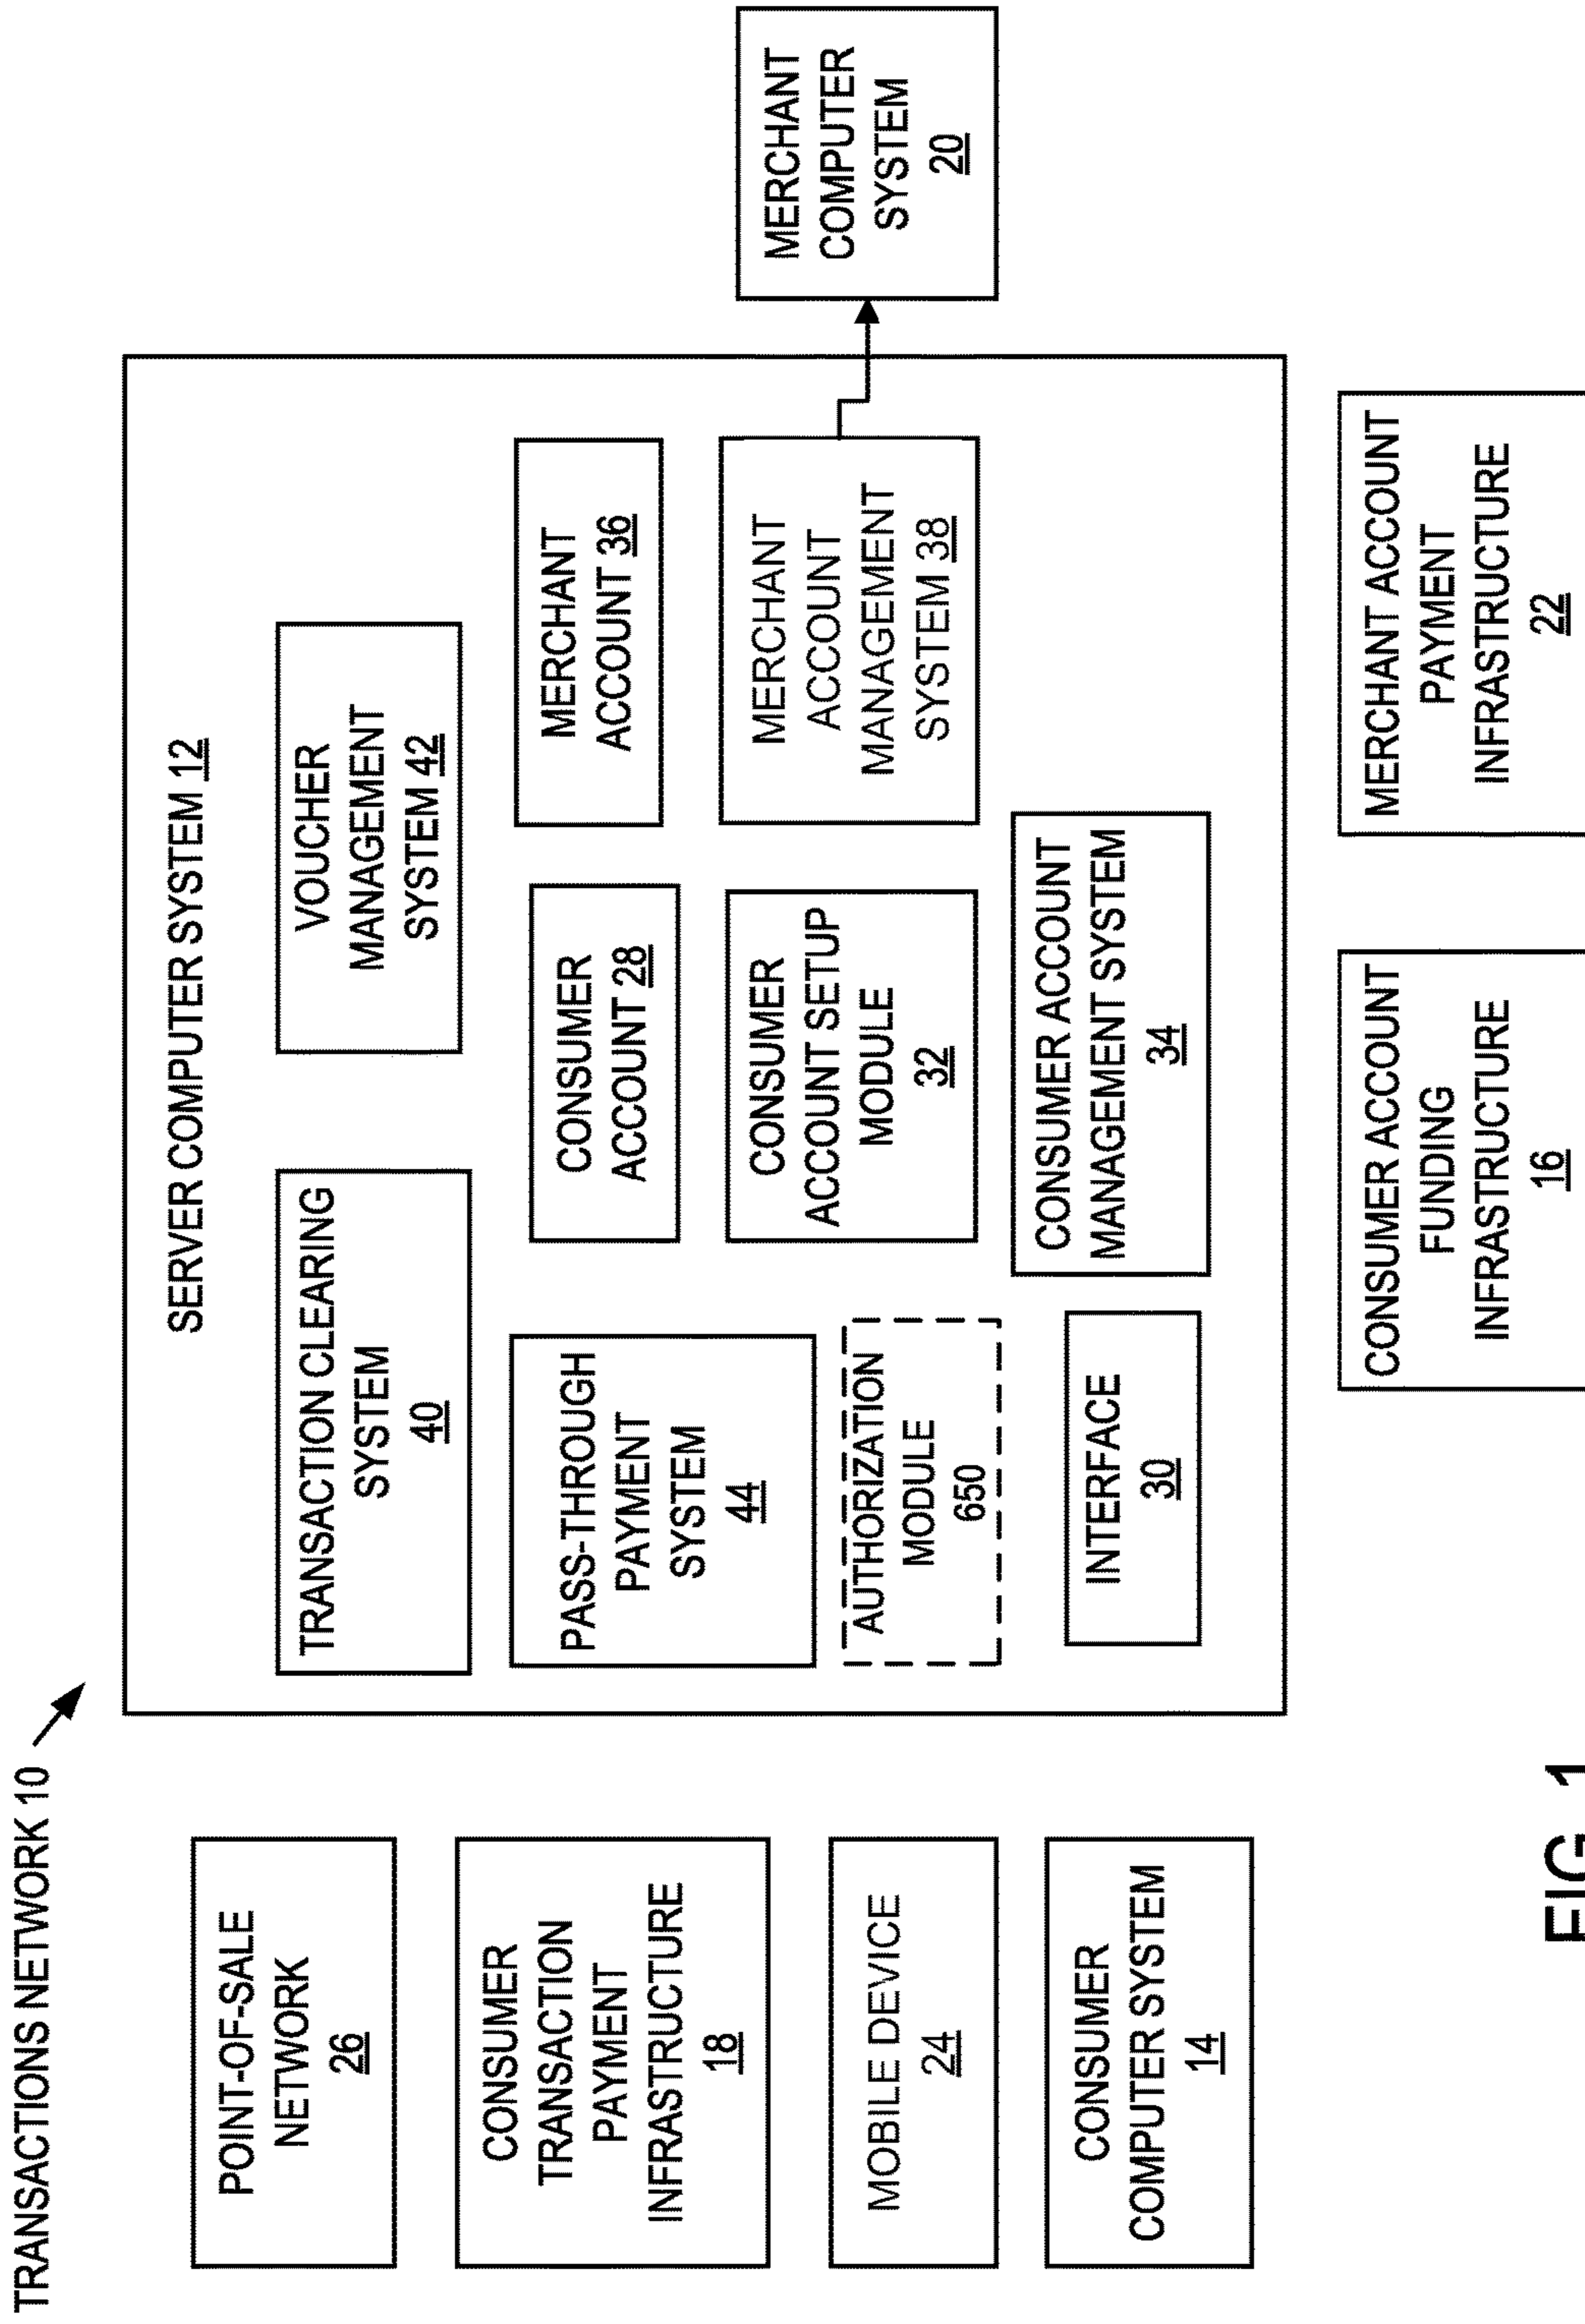 TRANSACTIONS NETWORK 10
SERVER COMPUTER SYSTEM 12
POINT-OF-SALE
NETWORK
26
CONSUMER
TRANSACTION
PAYMENT
INFRASTRUCTURE
18
MOBILE DEVICE
24
CONSUMER
COMPUTER SYSTEM
14
TRANSACTION CLEARING
SYSTEM
40
VOUCHER
MANAGEMENT
SYSTEM 42
PASS-THROUGH
PAYMENT
SYSTEM
44
CONSUMER
ACCOUNT 28
MERCHANT
ACCOUNT 36
AUTHORIZATION
MODULE
650
CONSUMER
ACCOUNT SETUP
MODULE
32
MERCHANT
ACCOUNT
MANAGEMENT
SYSTEM 38
INTERFACE
30
CONSUMER ACCOUNT
MANAGEMENT SYSTEM
34
MERCHANT
COMPUTER
SYSTEM
20
CONSUMER ACCOUNT
FUNDING
INFRASTRUCTURE
16
MERCHANT ACCOUNT
PAYMENT
INFRASTRUCTURE
22
FIG. 1